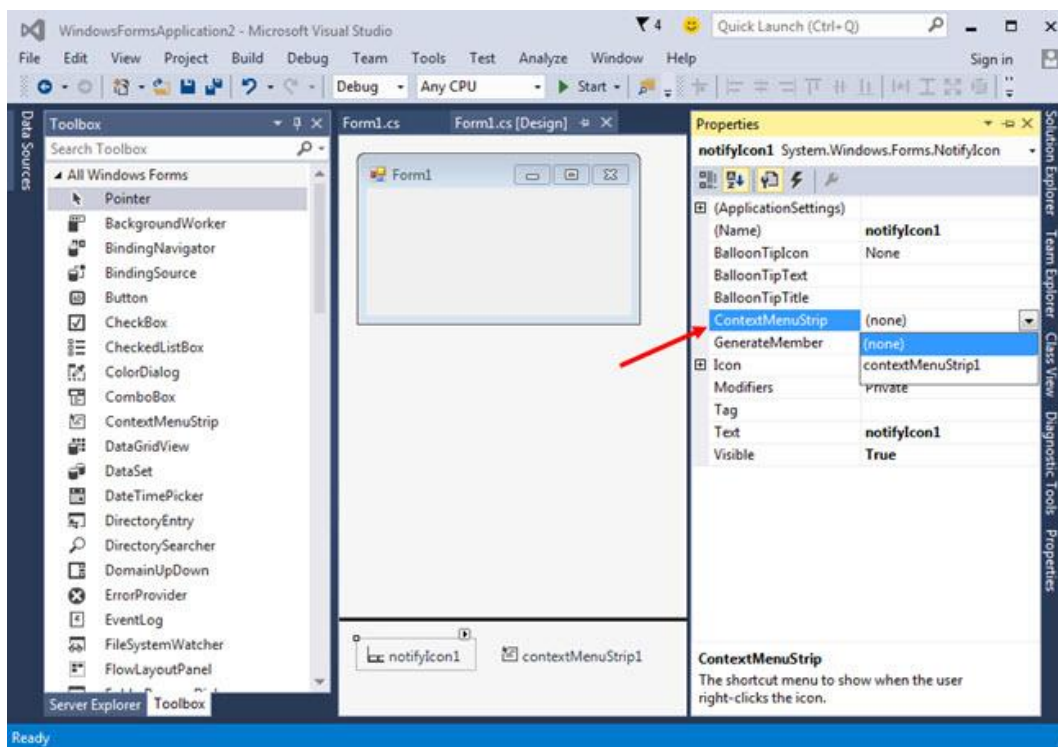 WindowsFormsApplication2 - Microsoft Visual Studio
4
Quick Launch (Ctrl+Q)
File Edit View Project Build Debug Team Tools Test Analyze Window Help
Sign in
Debug Any CPU Start
Data Sources
Toolbox
Search Toolbox
All Windows Forms
Pointer
BackgroundWorker
BindingNavigator
BindingSource
Button
CheckBox
CheckedListBox
ColorDialog
ComboBox
ContextMenuStrip
DataGridView
DataSet
DateTimePicker
DirectoryEntry
DirectorySearcher
DomainUpDown
ErrorProvider
EventLog
FileSystemWatcher
FlowLayoutPanel
Server Explorer Toolbox
Form1.cs Form1.cs [Design]
Form1
notifyIcon1 contextMenuStrip1
Properties
notifyIcon1 System.Windows.Forms.NotifyIcon
(ApplicationSettings)
(Name) notifyIcon1
BalloonTipIcon None
BalloonTipText
BalloonTipTitle
ContextMenuStrip (none)
GenerateMember (none)
Icon contextMenuStrip1
Modifiers Private
Tag
Text notifyIcon1
Visible True
ContextMenuStrip
The shortcut menu to show when the user
right-clicks the icon.
Solution Explorer Team Explorer Class View Diagnostic Tools Properties
Ready